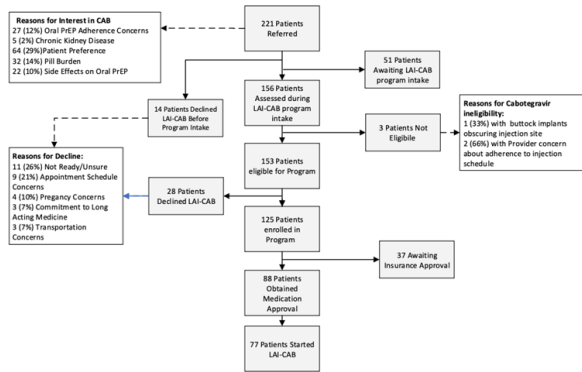 Reasons for Interest in CAB
27 (12%) Oral PrEP Adherence Concerns
5 (2%) Chronic Kidney Disease
64 (29%)Patient Preference
32 (14%) Pill Burden
22 (10%) Side Effects on Oral PrEP
221 Patients
Referred
51 Patients
Awaiting LAI-CAB
program intake
156 Patients
Assessed during
LAI-CAB program
intake
14 Patients Declined
LAI-CAB Before
Program Intake
3 Patients Not
Eligibile
Reasons for Cabotegravir
ineligibility:
1 (33%) with buttock implants
obscuring injection site
2 (66%) with Provider concern
about adherence to injection
schedule
153 Patients
eligible for Program
Reasons for Decline:
11 (26%) Not Ready/Unsure
9 (21%) Appointment Schedule
Concerns
4 (10%) Pregancy Concerns
3 (7%) Commitment to Long
Acting Medicine
3 (7%) Transportation
Concerns
28 Patients
Declined LAI-CAB
125 Patients
enrolled in
Program
37 Awaiting
Insurance Approval
88 Patients
Obtained
Medication
Approval
77 Patients Started
LAI-CAB